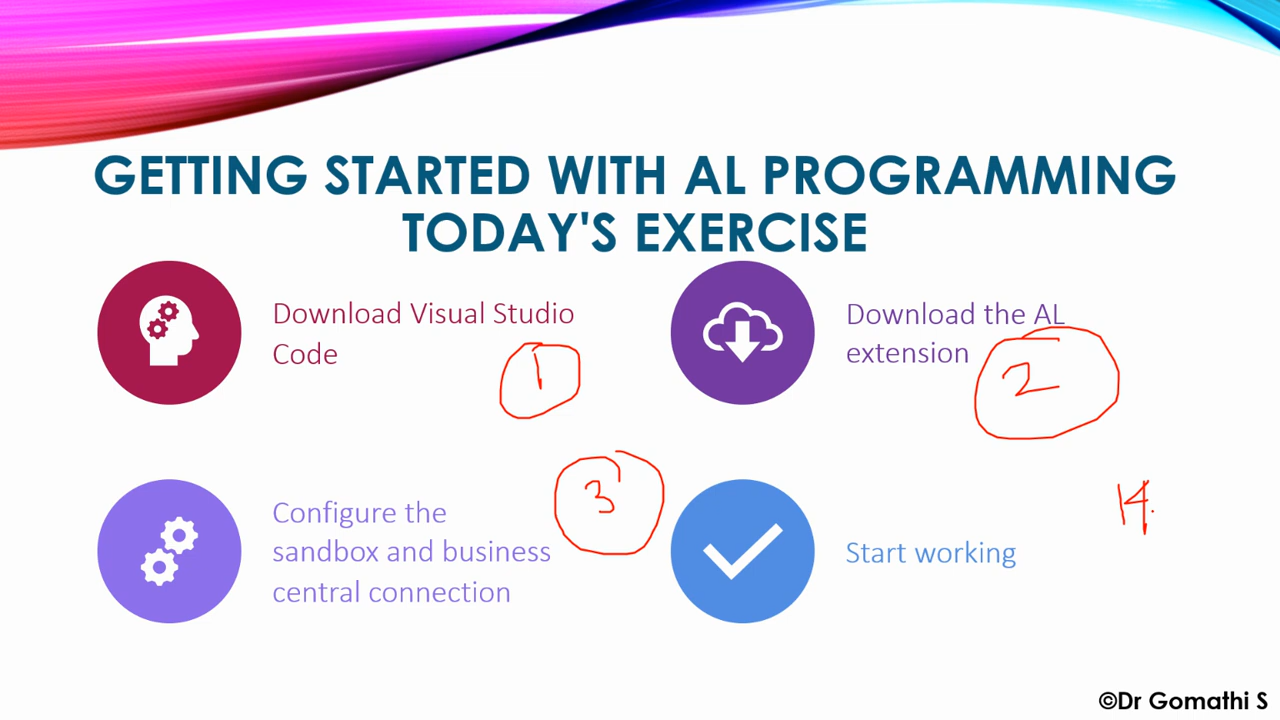 GETTING STARTED WITH AL PROGRAMMING
TODAY'S EXERCISE
Download Visual Studio
Code
1
Download the AL
extension
2
Configure the
sandbox and business
central connection
3
Start working
14.
©Dr Gomathi S